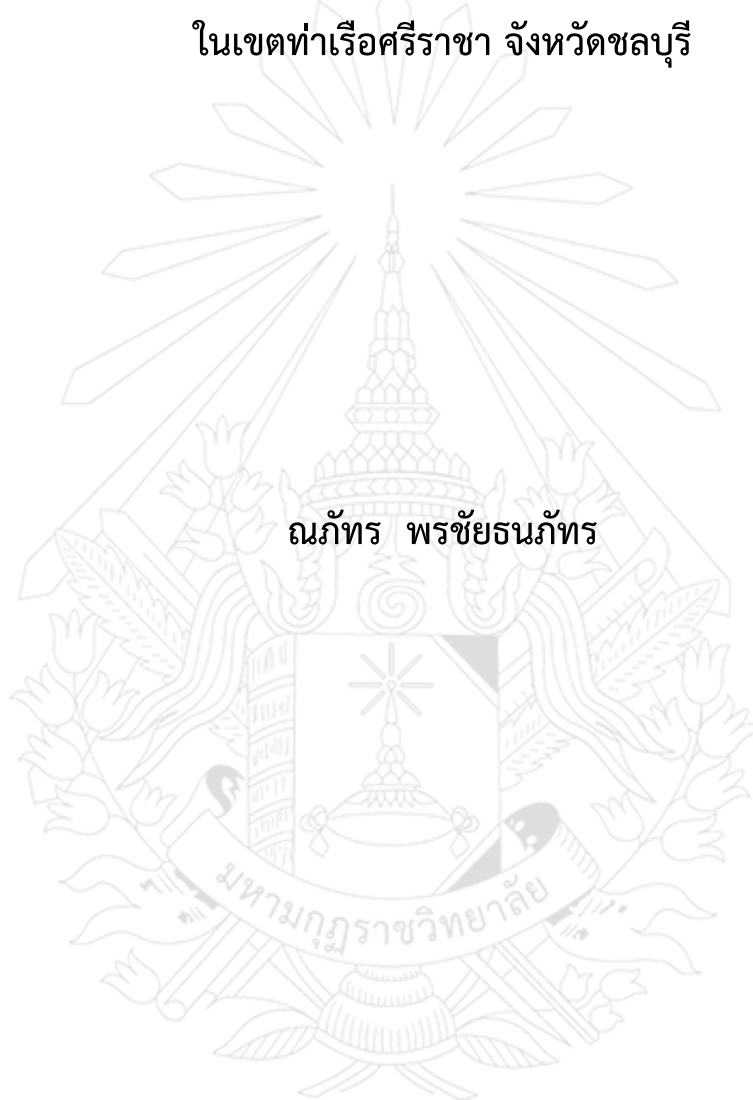 ในเขตท่าเรือศรีราชา จังหวัดชลบุรี
ณภัทร พรชัยธนภัทร
มหามกุฏราชวิทยาลัย